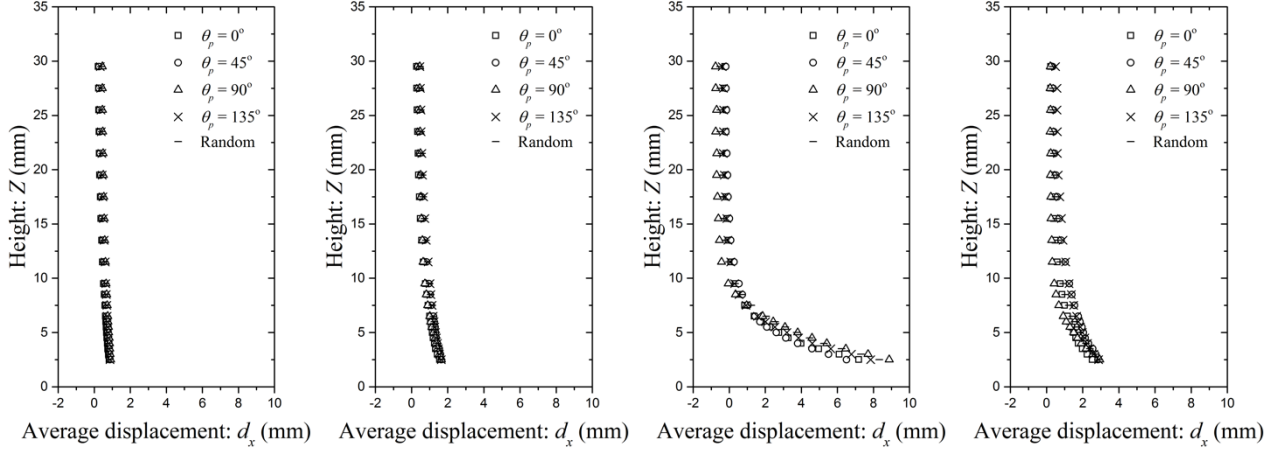 35
30
25
20
15
10
5
0
Height: Z (mm)
θp = 0°
θp = 45°
θp = 90°
θp = 135°
Random
-2 0 2 4 6 8 10
Average displacement: dx (mm)
35
30
25
20
15
10
5
0
Height: Z (mm)
θp = 0°
θp = 45°
θp = 90°
θp = 135°
Random
-2 0 2 4 6 8 10
Average displacement: dx (mm)
35
30
25
20
15
10
5
0
Height: Z (mm)
θp = 0°
θp = 45°
θp = 90°
θp = 135°
Random
-2 0 2 4 6 8 10
Average displacement: dx (mm)
35
30
25
20
15
10
5
0
Height: Z (mm)
θp = 0°
θp = 45°
θp = 90°
θp = 135°
Random
-2 0 2 4 6 8 10
Average displacement: dx (mm)